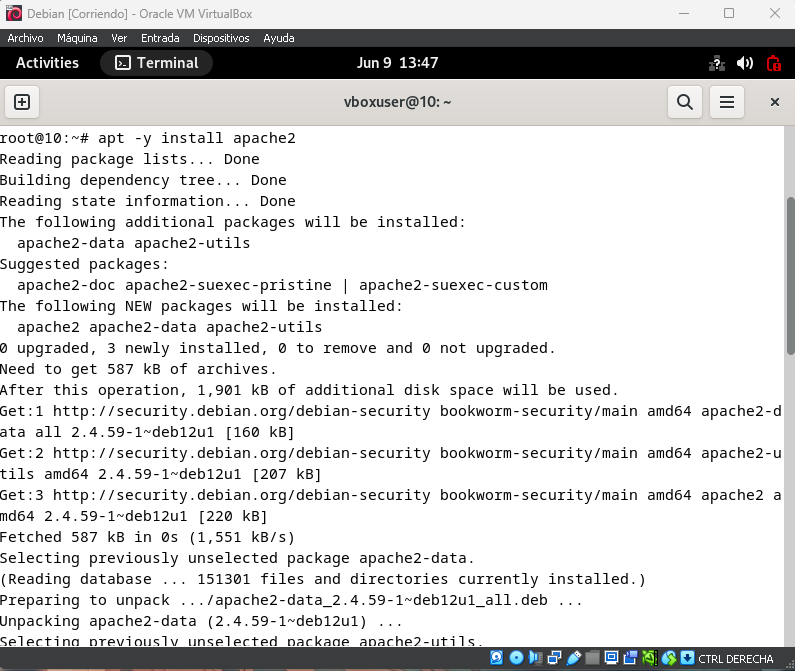 Debian [Corriendo] - Oracle VM VirtualBox
Archivo Máquina Ver Entrada Dispositivos Ayuda
Activities Terminal Jun 9 13:47
vboxuser@10: ~
root@10:~# apt -y install apache2
Reading package lists... Done
Building dependency tree... Done
Reading state information... Done
The following additional packages will be installed:
  apache2-data apache2-utils
Suggested packages:
  apache2-doc apache2-suexec-pristine | apache2-suexec-custom
The following NEW packages will be installed:
  apache2 apache2-data apache2-utils
0 upgraded, 3 newly installed, 0 to remove and 0 not upgraded.
Need to get 587 kB of archives.
After this operation, 1,901 kB of additional disk space will be used.
Get:1 http://security.debian.org/debian-security bookworm-security/main amd64 apache2-d
ata all 2.4.59-1~deb12u1 [160 kB]
Get:2 http://security.debian.org/debian-security bookworm-security/main amd64 apache2-u
tils amd64 2.4.59-1~deb12u1 [207 kB]
Get:3 http://security.debian.org/debian-security bookworm-security/main amd64 apache2 a
md64 2.4.59-1~deb12u1 [220 kB]
Fetched 587 kB in 0s (1,551 kB/s)
Selecting previously unselected package apache2-data.
(Reading database ... 151301 files and directories currently installed.)
Preparing to unpack .../apache2-data_2.4.59-1~deb12u1_all.deb ...
Unpacking apache2-data (2.4.59-1~deb12u1) ...
Selecting previously unselected package apache2-utils.
CTRL DERECHA